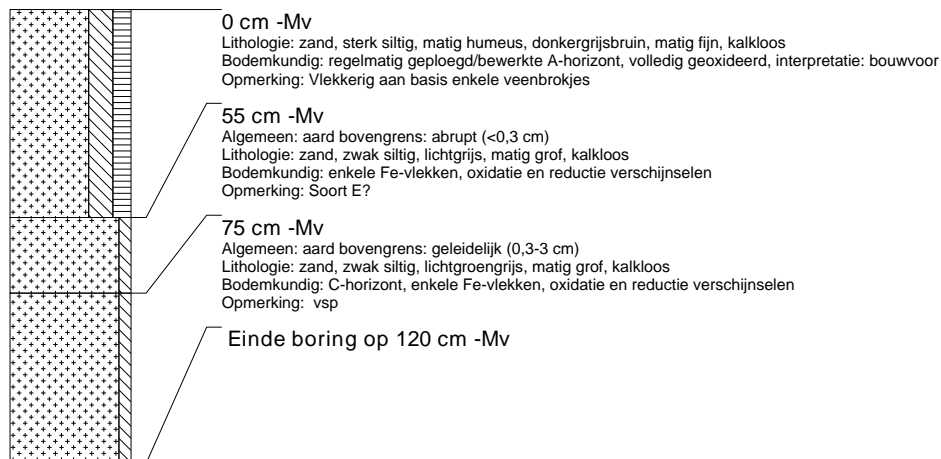 0 cm -Mv
Lithologie: zand, sterk siltig, matig humeus, donkergrijsbruin, matig fijn, kalkloos
Bodemkundig: regelmatig geploegd/bewerkte A-horizont, volledig geoxideerd, interpretatie: bouwvoor
Opmerking: Vlekkerig aan basis enkele veenbrokjes
55 cm -Mv
Algemeen: aard bovengrens: abrupt (<0,3 cm)
Lithologie: zand, zwak siltig, lichtgrijs, matig grof, kalkloos
Bodemkundig: enkele Fe-vlekken, oxidatie en reductie verschijnselen
Opmerking: Soort E?
75 cm -Mv
Algemeen: aard bovengrens: geleidelijk (0,3-3 cm)
Lithologie: zand, zwak siltig, lichtgroengrijs, matig grof, kalkloos
Bodemkundig: C-horizont, enkele Fe-vlekken, oxidatie en reductie verschijnselen
Opmerking: vsp
Einde boring op 120 cm -Mv